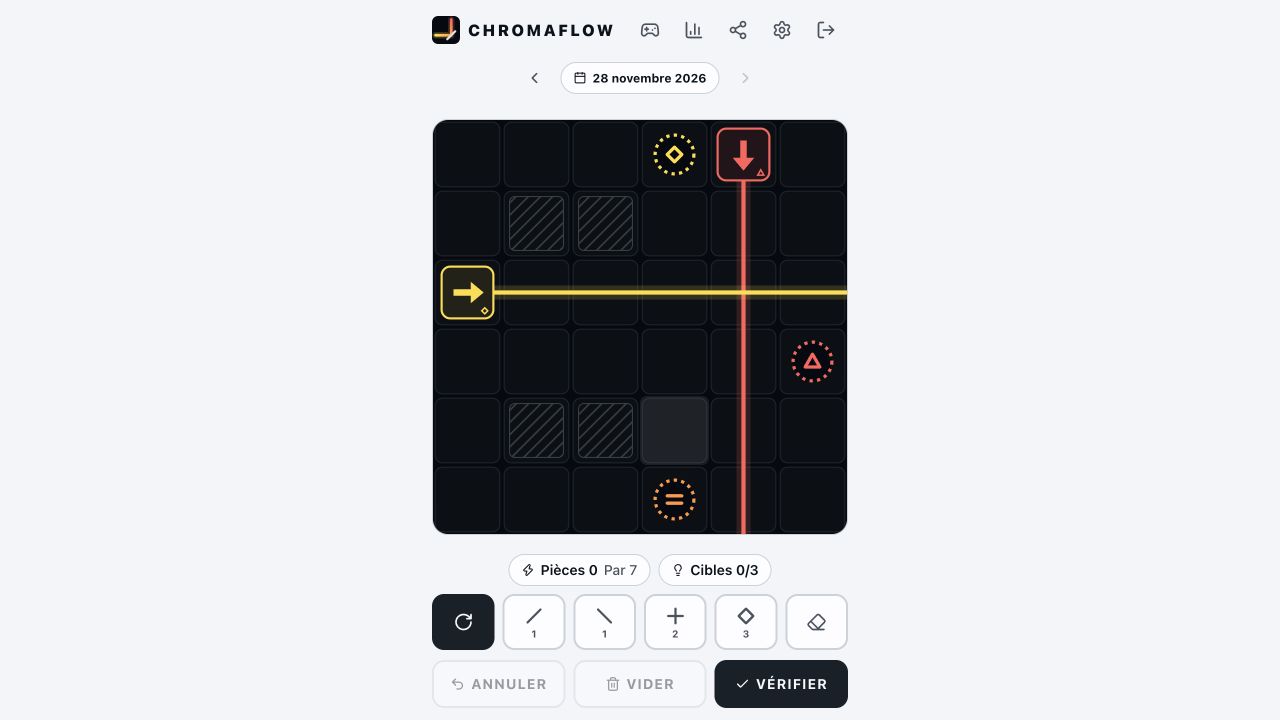 CHROMAFLOW
28 novembre 2026
Pièces 0 Par 7
Cibles 0/3
1
1
2
3
ANNULER
VIDER
VÉRIFIER